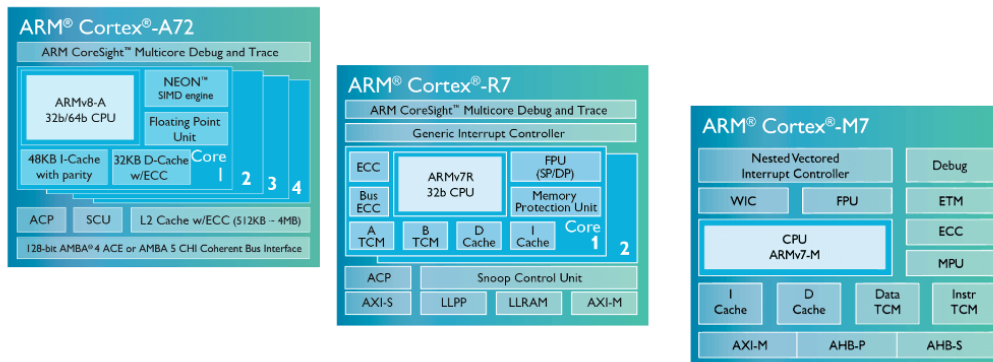 ARM® Cortex®-A72
ARM CoreSight™ Multicore Debug and Trace
ARMv8-A
32b/64b CPU
NEON™
SIMD engine
Floating Point
Unit
48KB I-Cache
with parity
32KB D-Cache
w/ECC
Core
1
2
3
4
ACP
SCU
L2 Cache w/ECC (512KB ~ 4MB)
128-bit AMBA® 4 ACE or AMBA 5 CHI Coherent Bus Interface
ARM® Cortex®-R7
ARM CoreSight™ Multicore Debug and Trace
Generic Interrupt Controller
ECC
ARMv7R
32b CPU
FPU
(SP/DP)
Bus
ECC
Memory
Protection Unit
A
TCM
B
TCM
D
Cache
I
Cache
Core
1
2
ACP
Snoop Control Unit
AXI-S
LLPP
LLRAM
AXI-M
ARM® Cortex®-M7
Nested Vectored
Interrupt Controller
Debug
WIC
FPU
ETM
CPU
ARMv7-M
ECC
MPU
I
Cache
D
Cache
Data
TCM
Instr
TCM
AXI-M
AHB-P
AHB-S